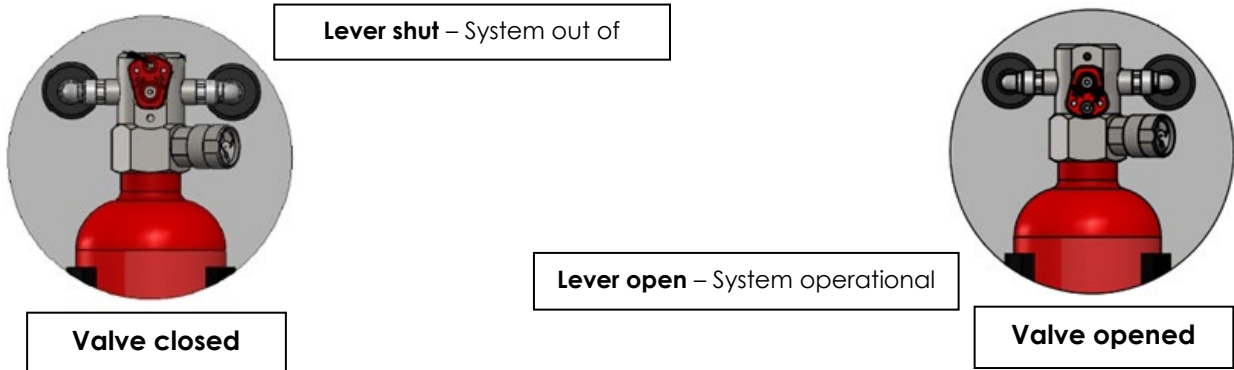 Lever shut – System out of
Lever open – System operational
Valve closed
Valve opened